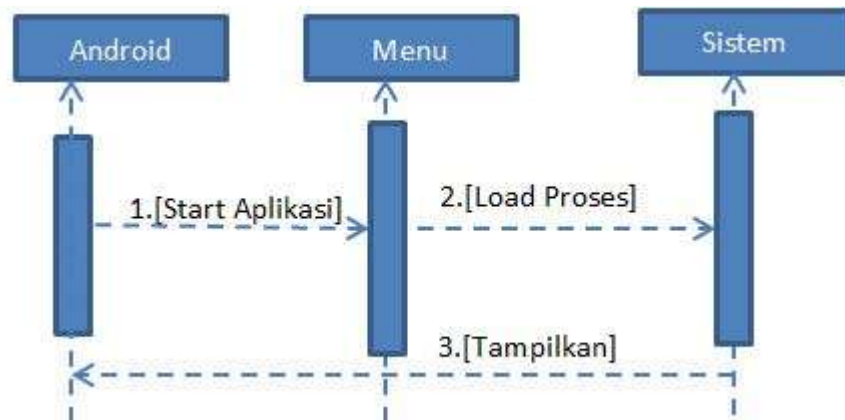 Android
Menu
Sistem
1.[Start Aplikasi]
2.[Load Proses]
3.[Tampilkan]